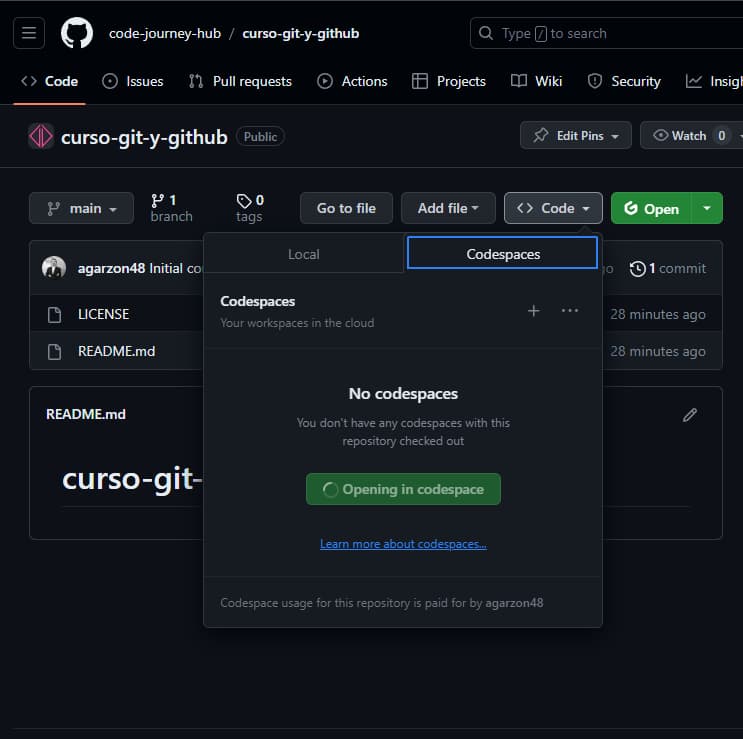 code-journey-hub / curso-git-y-github
Type / to search
Code Issues Pull requests Actions Projects Wiki Security
curso-git-y-github Public
Edit Pins Watch 0
main 1 branch 0 tags Go to file Add file Code Open
Local Codespaces
agarzon48 Initial 1 commit
Codespaces
Your workspaces in the cloud
LICENSE 28 minutes ago
README.md 28 minutes ago
No codespaces
You don't have any codespaces with this
repository checked out
README.md
curso-git-
Opening in codespace
Learn more about codespaces...
Codespace usage for this repository is paid for by agarzon48